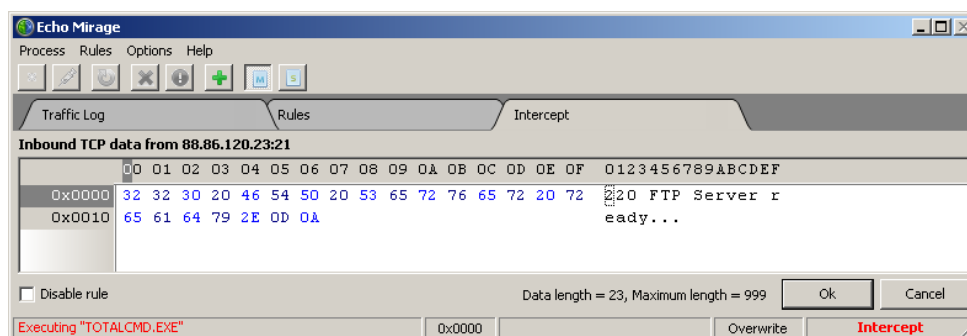 Echo Mirage
Process Rules Options Help
M S
Traffic Log Rules Intercept
Inbound TCP data from 88.86.120.23:21
00 01 02 03 04 05 06 07 08 09 0A 0B 0C 0D 0E 0F 0123456789ABCDEF
0x0000 32 32 30 20 46 54 50 20 53 65 72 76 65 72 20 72 220 FTP Server r
0x0010 65 61 64 79 2E 0D 0A eady...
Disable rule Data length = 23, Maximum length = 999 Ok Cancel
Executing "TOTALCMD.EXE" 0x0000 Overwrite Intercept